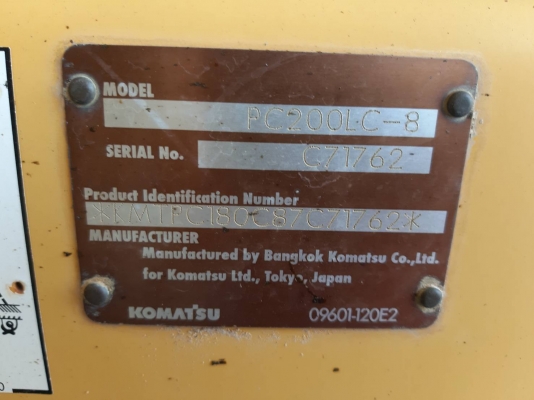 MODEL
PC200LC-8
SERIAL No.
C71762
Product Identification Number
MANUFACTURER
Manufactured by Bangkok Komatsu Co.,Ltd.
for Komatsu Ltd., Tokyo, Japan
KOMATSU
09601-120E2